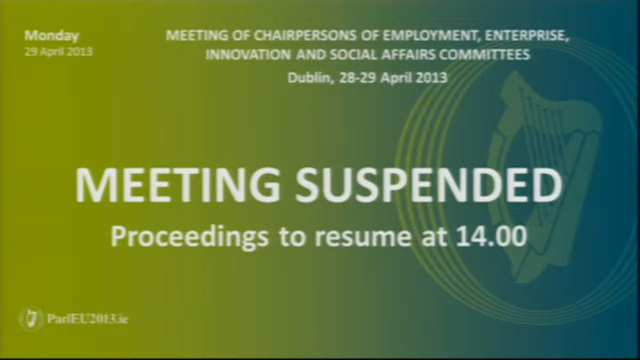 Monday
29 April 2013
MEETING OF CHAIRPERSONS OF EMPLOYMENT, ENTERPRISE,
INNOVATION AND SOCIAL AFFAIRS COMMITTEES
Dublin, 28-29 April 2013
MEETING SUSPENDED
Proceedings to resume at 14.00
ParlEU2013.ie